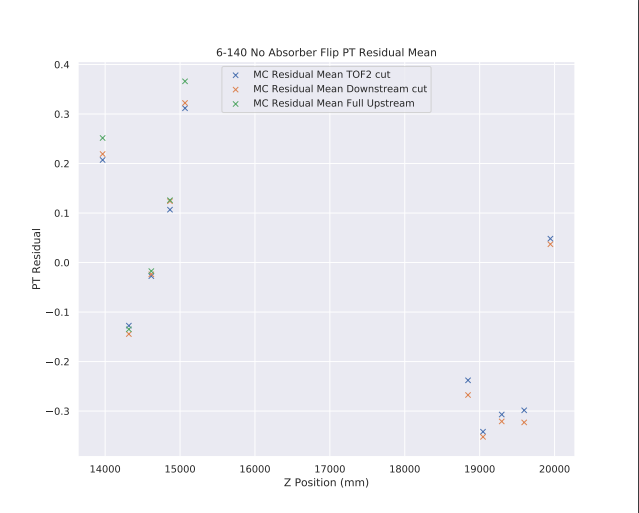 6-140 No Absorber Flip PT Residual Mean
MC Residual Mean TOF2 cut
MC Residual Mean Downstream cut
MC Residual Mean Full Upstream
PT Residual
0.4
0.3
0.2
0.1
0.0
−0.1
−0.2
−0.3
14000 15000 16000 17000 18000 19000 20000
Z Position (mm)